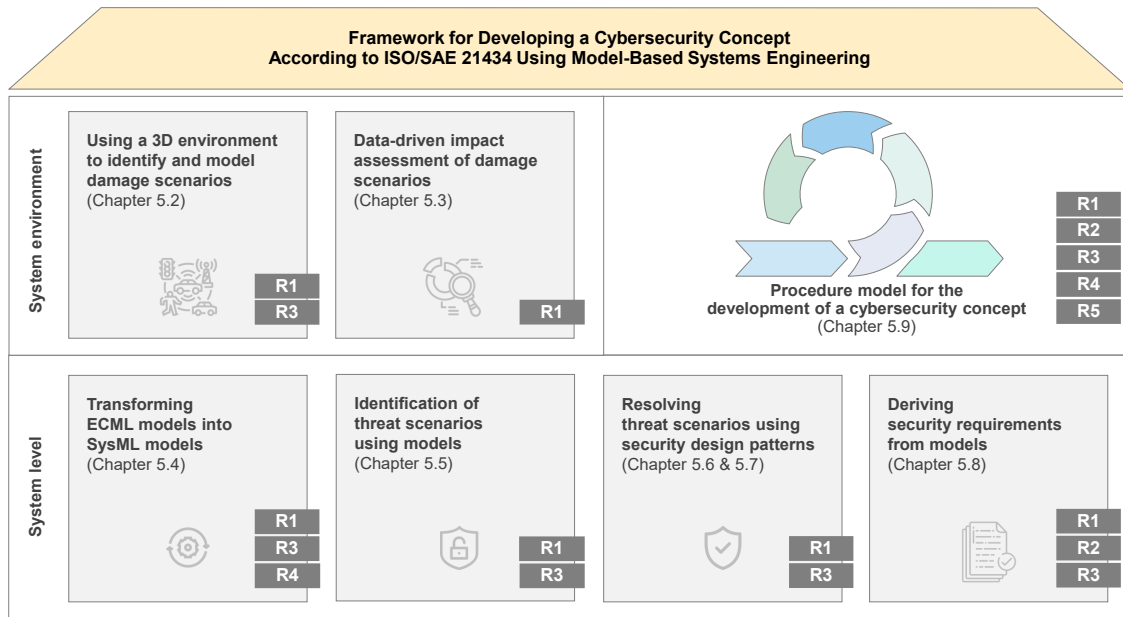 Framework for Developing a Cybersecurity Concept
According to ISO/SAE 21434 Using Model-Based Systems Engineering
System environment
Using a 3D environment
to identify and model
damage scenarios
(Chapter 5.2)
R1
R3
Data-driven impact
assessment of damage
scenarios
(Chapter 5.3)
R1
Procedure model for the
development of a cybersecurity concept
(Chapter 5.9)
R1
R2
R3
R4
R5
System level
Transforming
ECML models into
SysML models
(Chapter 5.4)
R1
R3
R4
Identification of
threat scenarios
using models
(Chapter 5.5)
R1
R3
Resolving
threat scenarios using
security design patterns
(Chapter 5.6 & 5.7)
R1
R3
Deriving
security requirements
from models
(Chapter 5.8)
R1
R2
R3